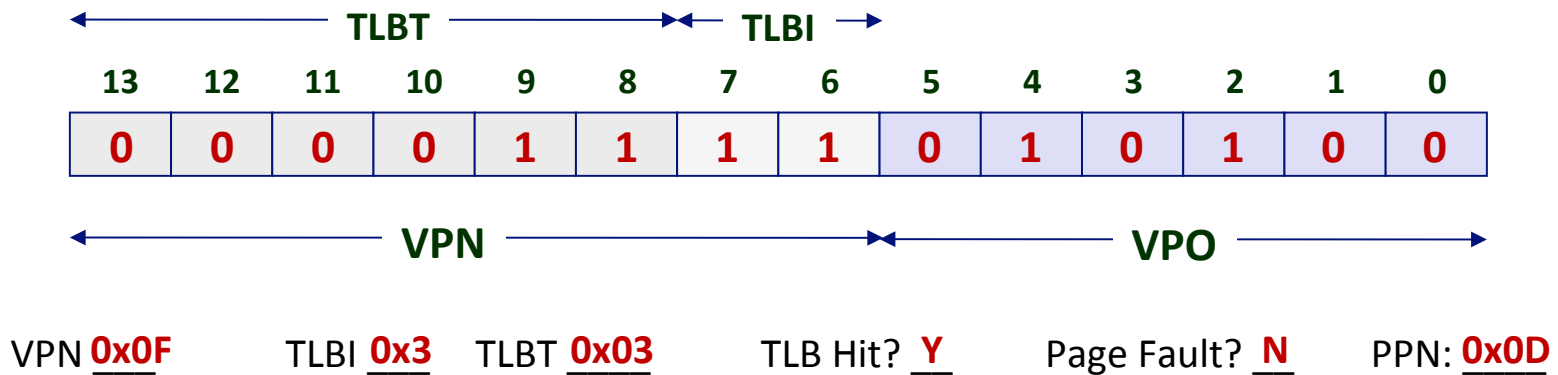 TLBT TLBI
13 12 11 10 9 8 7 6 5 4 3 2 1 0
0 0 0 0 1 1 1 1 0 1 0 1 0 0
VPN VPO
VPN 0x0F TLBI 0x3 TLBT 0x03 TLB Hit? Y Page Fault? N PPN: 0x0D